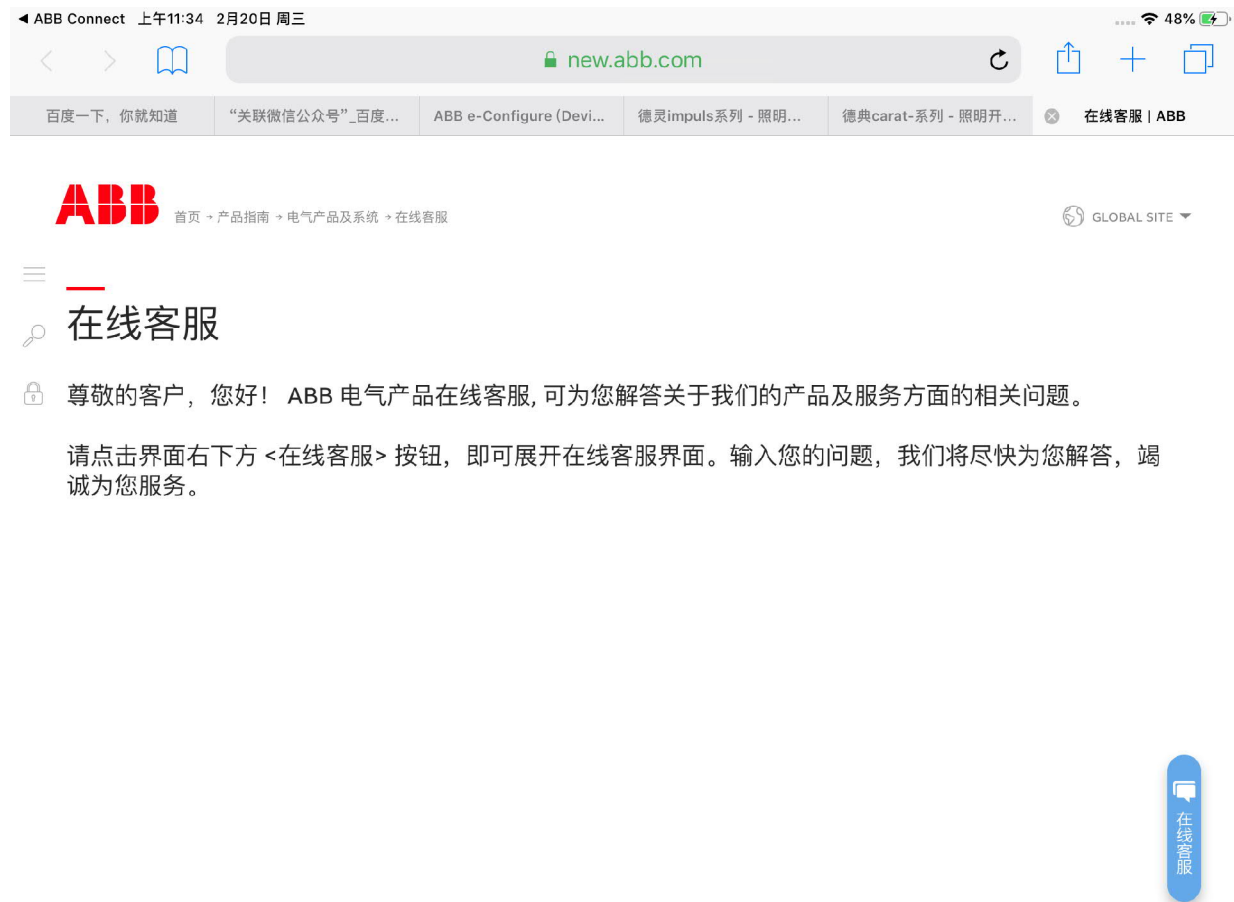 ABB Connect 上午11:34 2月20日 周三
48%
new.abb.com
百度一下，你就知道
“关联微信公众号”_百度...
ABB e-Configure (Devi...
德灵impuls系列 - 照明...
德典carat-系列 - 照明开...
在线客服 | ABB
ABB
首页 → 产品指南 → 电气产品及系统 → 在线客服
GLOBAL SITE
在线客服
尊敬的客户，您好！ ABB 电气产品在线客服, 可为您解答关于我们的产品及服务方面的相关问题。
请点击界面右下方 <在线客服> 按钮，即可展开在线客服界面。输入您的问题，我们将尽快为您解答，竭
诚为您服务。
在线客服